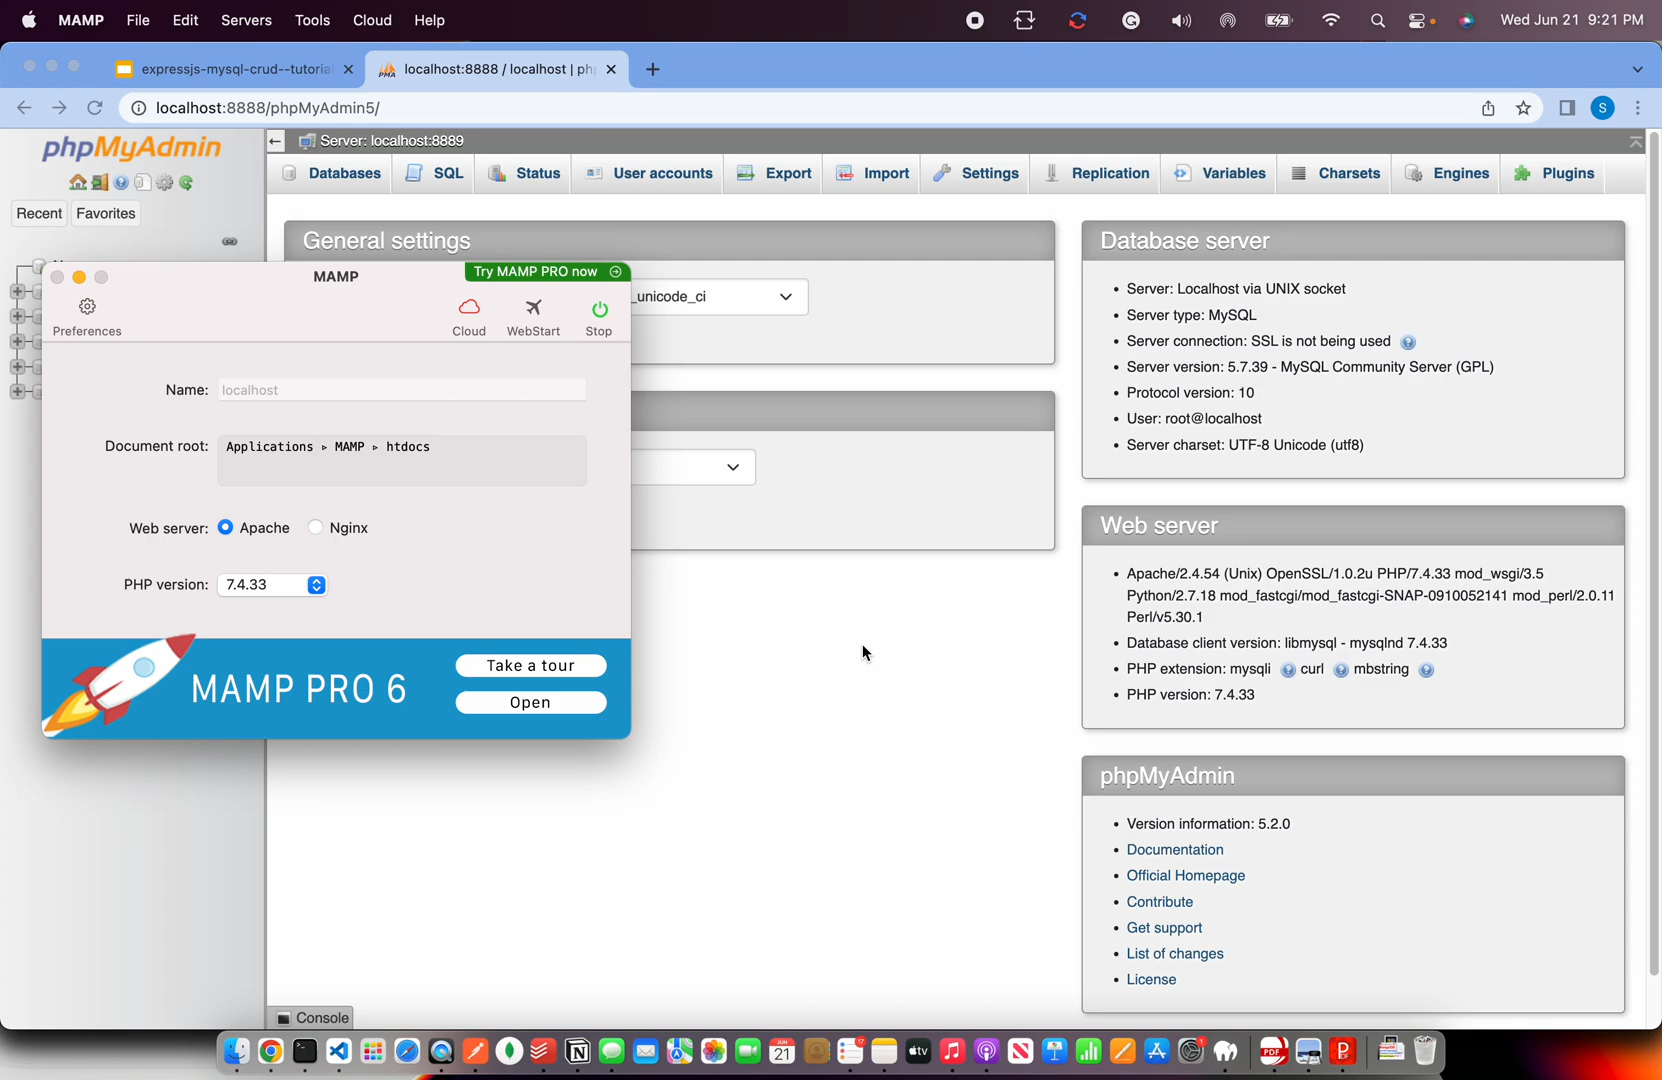 MAMP File Edit Servers Tools Cloud Help Wed Jun 21 9:21 PM
expressjs-mysql-crud--tutoria localhost:8888 / localhost | ph
localhost:8888/phpMyAdmin5/ S
phpMyAdmin
Recent Favorites
Server: localhost:8889
Databases SQL Status User accounts Export Import Settings Replication Variables Charsets Engines Plugins
General settings
_unicode_ci
MAMP
Try MAMP PRO now
Preferences Cloud WebStart Stop
Name: localhost
Document root: Applications ▹ MAMP ▹ htdocs
Web server: Apache Nginx
PHP version: 7.4.33
MAMP PRO 6
Take a tour
Open
Database server
• Server: Localhost via UNIX socket
• Server type: MySQL
• Server connection: SSL is not being used
• Server version: 5.7.39 - MySQL Community Server (GPL)
• Protocol version: 10
• User: root@localhost
• Server charset: UTF-8 Unicode (utf8)
Web server
• Apache/2.4.54 (Unix) OpenSSL/1.0.2u PHP/7.4.33 mod_wsgi/3.5
Python/2.7.18 mod_fastcgi/mod_fastcgi-SNAP-0910052141 mod_perl/2.0.11
Perl/v5.30.1
• Database client version: libmysql - mysqlnd 7.4.33
• PHP extension: mysqli curl mbstring
• PHP version: 7.4.33
phpMyAdmin
• Version information: 5.2.0
• Documentation
• Official Homepage
• Contribute
• Get support
• List of changes
• License
Console